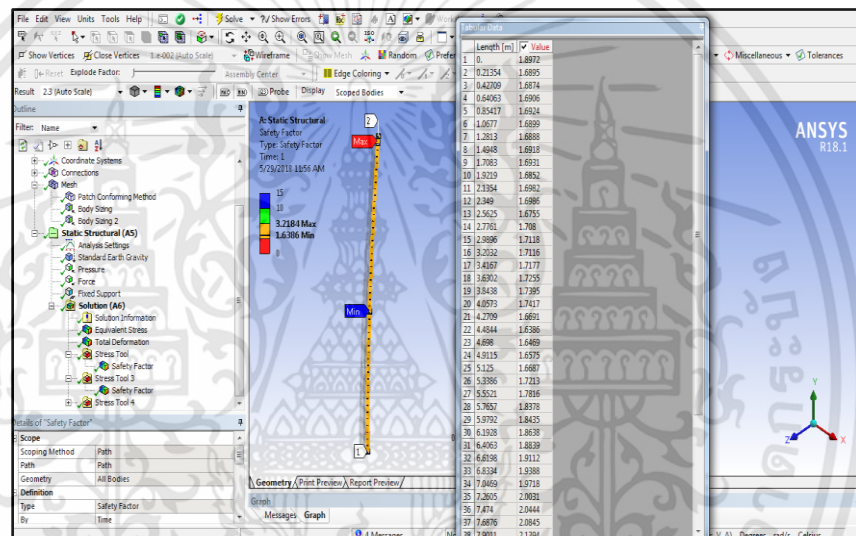 File Edit View Units Tools Help Solve ?/ Show Errors
Show Vertices Close Vertices 1.e-002 (Auto Scale) Wireframe Show Mesh Random Miscellaneous Tolerances
Reset Explode Factor: Assembly Center Edge Coloring
Result 2.3 (Auto Scale) Probe Display Scoped Bodies
Outline
Filter: Name
Coordinate Systems
Connections
Mesh
Patch Conforming Method
Body Sizing
Body Sizing 2
Static Structural (A5)
Analysis Settings
Standard Earth Gravity
Pressure
Force
Fixed Support
Solution (A6)
Solution Information
Equivalent Stress
Total Deformation
Stress Tool
Safety Factor
Stress Tool 3
Safety Factor
Stress Tool 4
Details of "Safety Factor"
Scope
Scoping Method Path
Path Path
Geometry All Bodies
Definition
Type Safety Factor
By Time
A: Static Structural
Safety Factor
Type: Safety Factor
Time: 1
5/29/2018 11:56 AM
15
10
3.2184 Max
1.6386 Min
0
2
Max
Min
1
0
Geometry Print Preview Report Preview
Graph
Messages Graph
4 Messages
Tabular Data
Length [m] Value
1 0. 1.8972
2 0.21354 1.6895
3 0.42709 1.6874
4 0.64063 1.6906
5 0.85417 1.6924
6 1.0677 1.6899
7 1.2813 1.6888
8 1.4948 1.6918
9 1.7083 1.6931
10 1.9219 1.6852
11 2.1354 1.6982
12 2.349 1.6986
13 2.5625 1.6755
14 2.7761 1.708
15 2.9896 1.7118
16 3.2032 1.7116
17 3.4167 1.7177
18 3.6302 1.7255
19 3.8438 1.7395
20 4.0573 1.7417
21 4.2709 1.6691
22 4.4844 1.6386
23 4.698 1.6469
24 4.9115 1.6575
25 5.125 1.6687
26 5.3386 1.7213
27 5.5521 1.7816
28 5.7657 1.8378
29 5.9792 1.8435
30 6.1928 1.8638
31 6.4063 1.8839
32 6.6198 1.9112
33 6.8334 1.9388
34 7.0469 1.9718
35 7.2605 2.0031
36 7.474 2.0444
37 7.6876 2.0845
38 7.9011 2.1294
ANSYS
R18.1
Y
Z X
Degrees rad/s Celsius